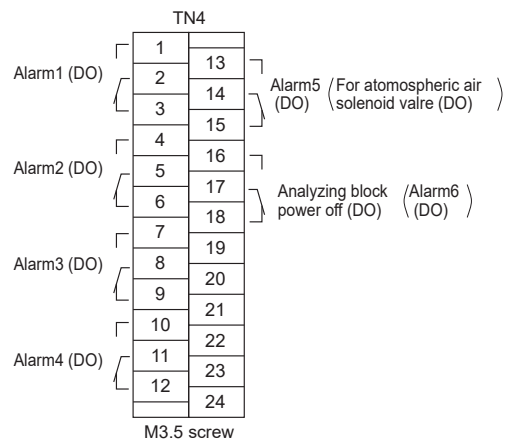 TN4
Alarm1 (DO)
1
2
3
Alarm2 (DO)
4
5
6
Alarm3 (DO)
7
8
9
Alarm4 (DO)
10
11
12
13
14
15
Alarm5 (For atomospheric air
(DO) solenoid valre (DO) )
16
17
18
Analyzing block (Alarm6 )
power off (DO) (DO)
19
20
21
22
23
24
M3.5 screw